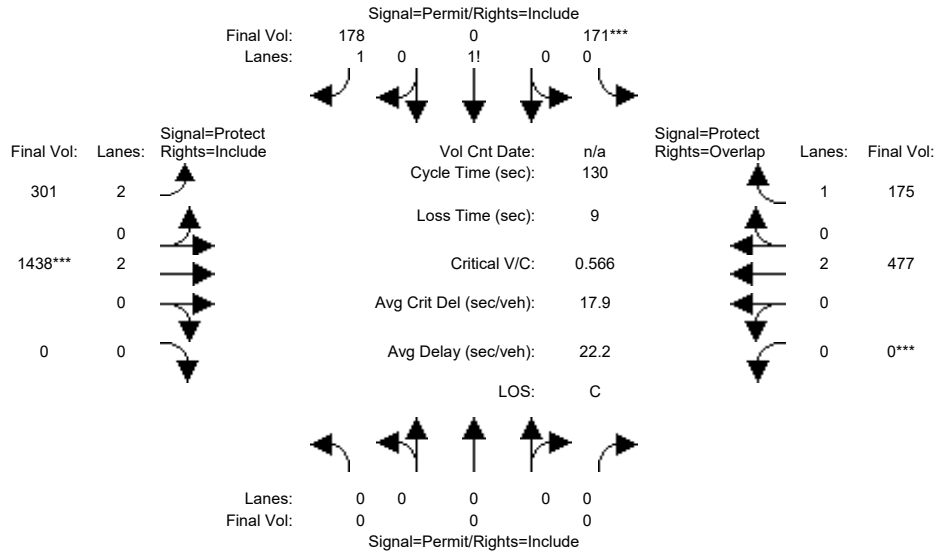 Signal=Permit/Rights=Include
Final Vol: 178 0 171***
Lanes: 1 0 1! 0 0
Signal=Protect Signal=Protect
Final Vol: Lanes: Rights=Include Vol Cnt Date: n/a Rights=Overlap Lanes: Final Vol:
Cycle Time (sec): 130
301 2 1 175
Loss Time (sec): 9
0 0
1438*** 2 Critical V/C: 0.566 2 477
0 Avg Crit Del (sec/veh): 17.9 0
0 0 Avg Delay (sec/veh): 22.2 0 0***
LOS: C
Lanes: 0 0 0 0 0
Final Vol: 0 0 0
Signal=Permit/Rights=Include